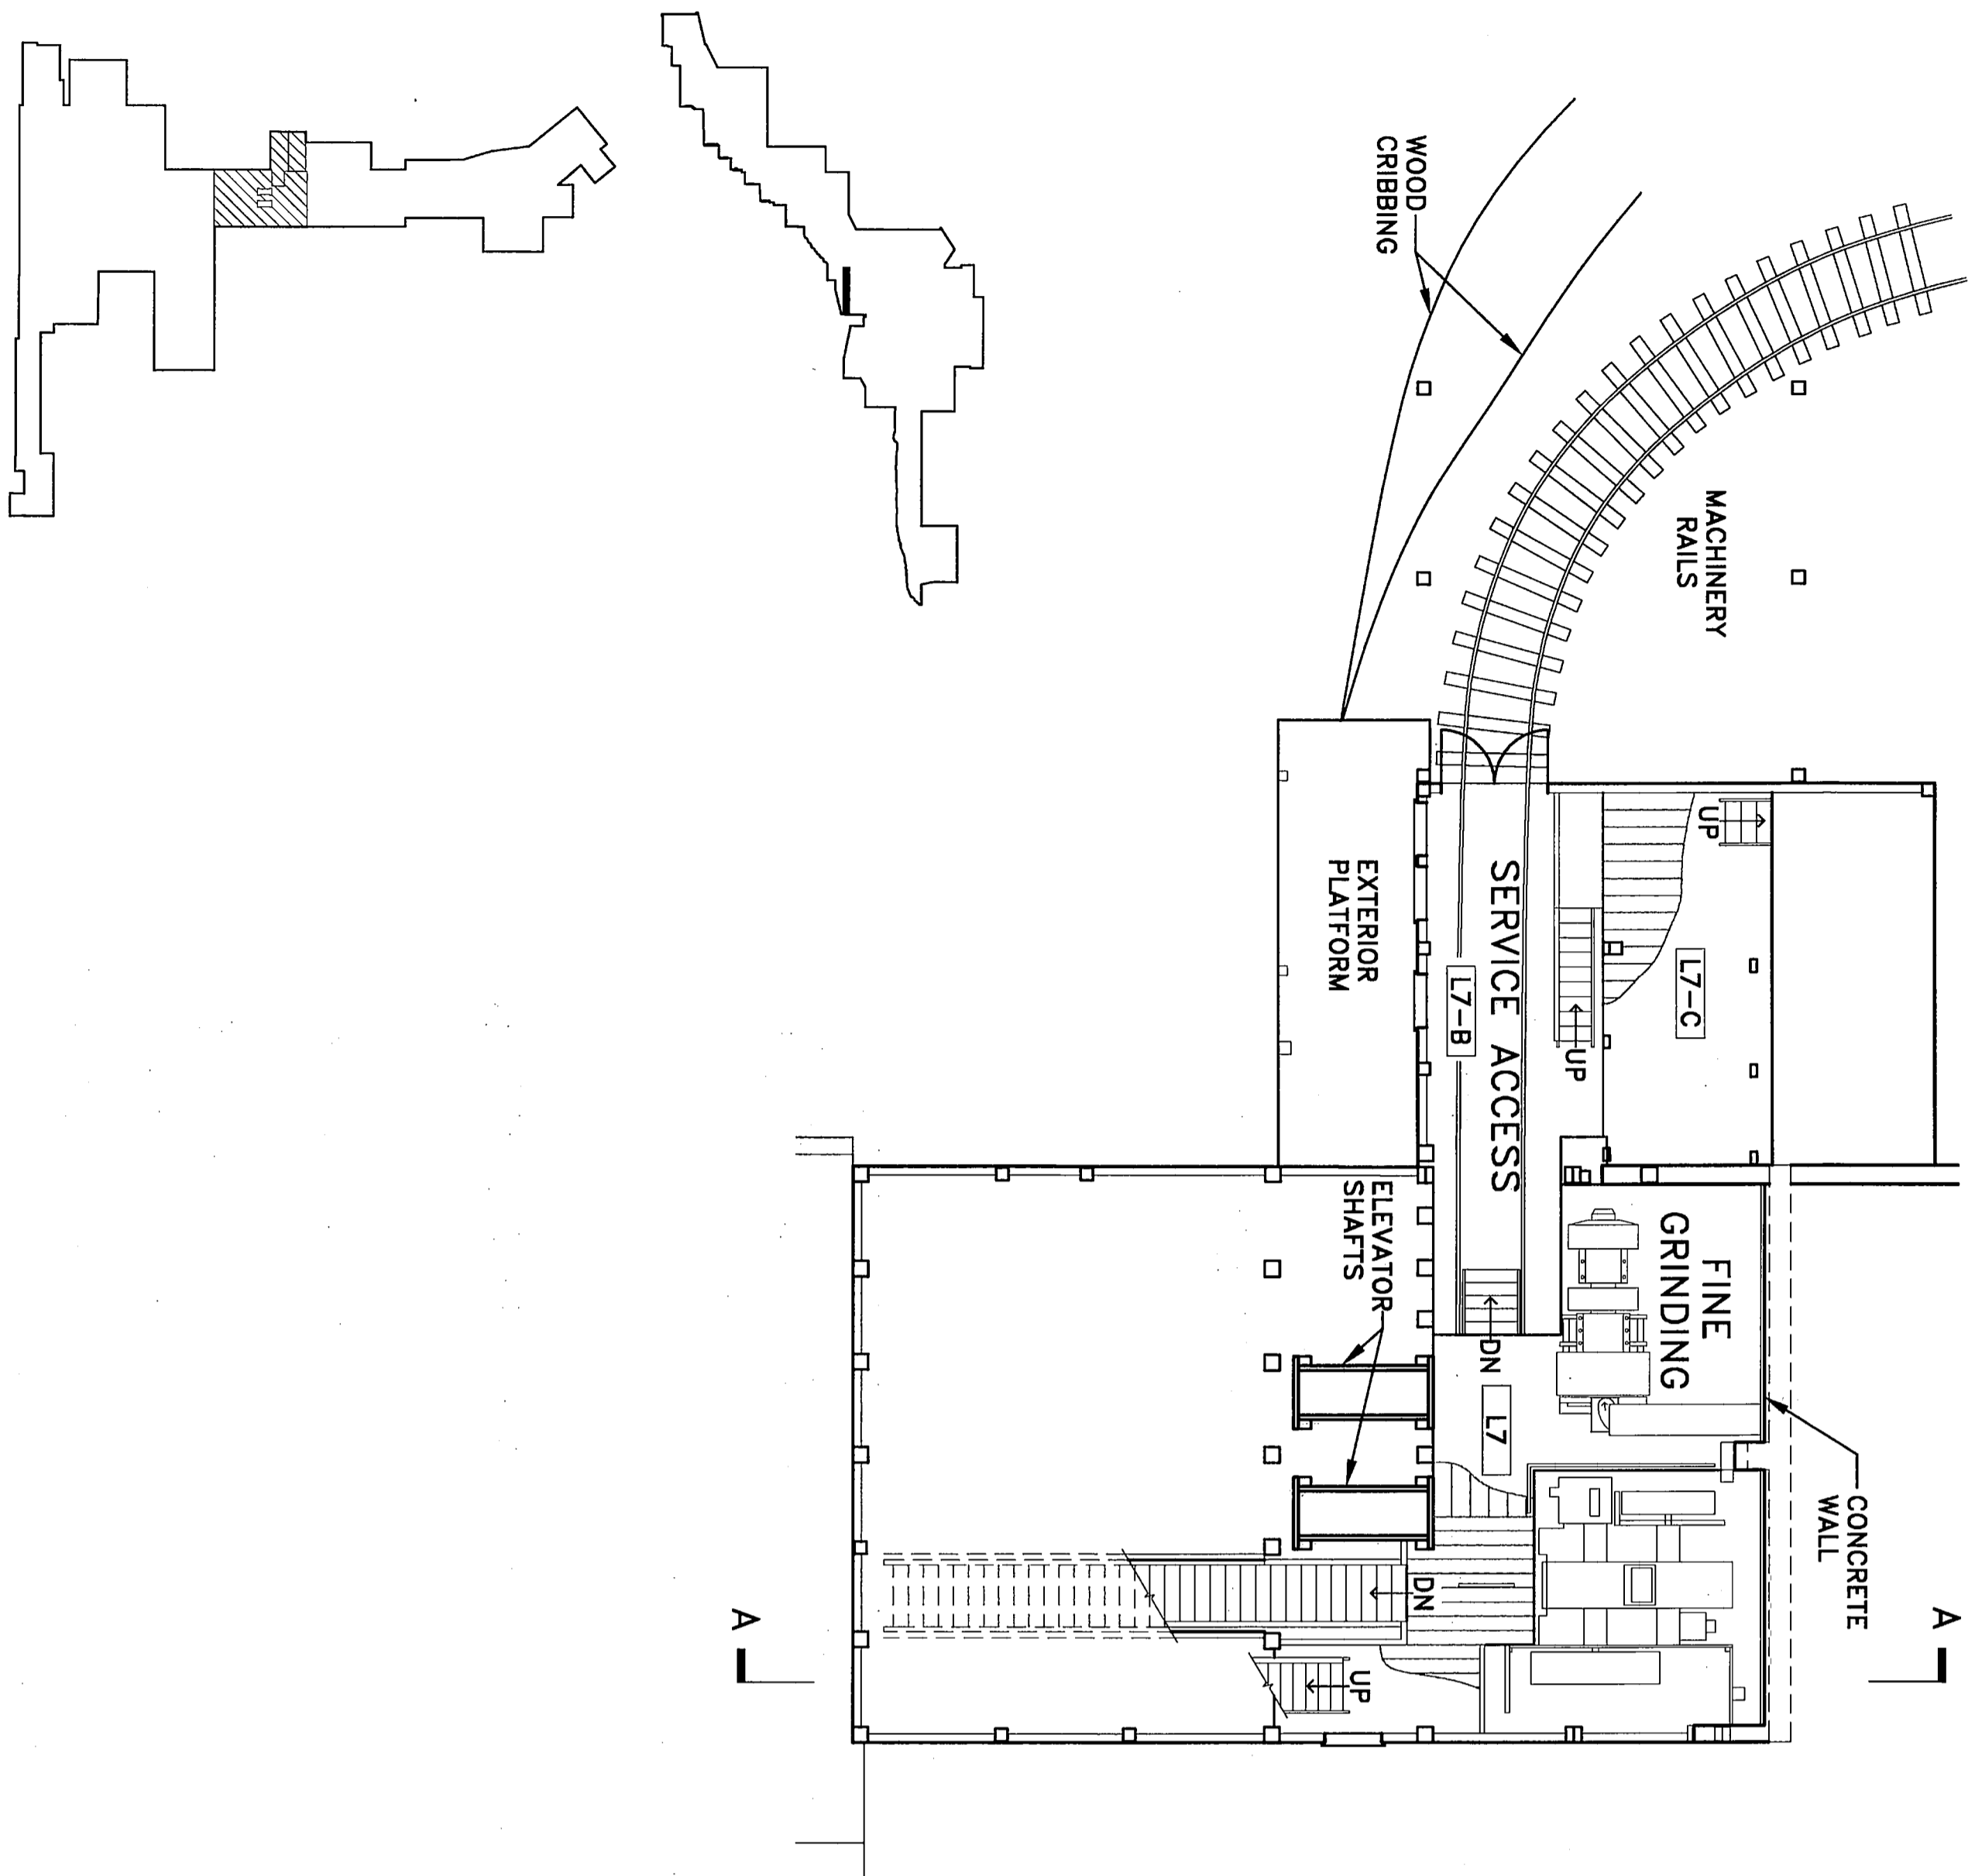 A
CONCRETE
WALL
MACHINERY
RAILS
UP
L7-C
FINE
GRINDING
UP
WOOD
CRIBBING
SERVICE ACCESS
L7-B
DN
L7
EXTERIOR
PLATFORM
ELEVATOR
SHAFTS
DN
UP
A